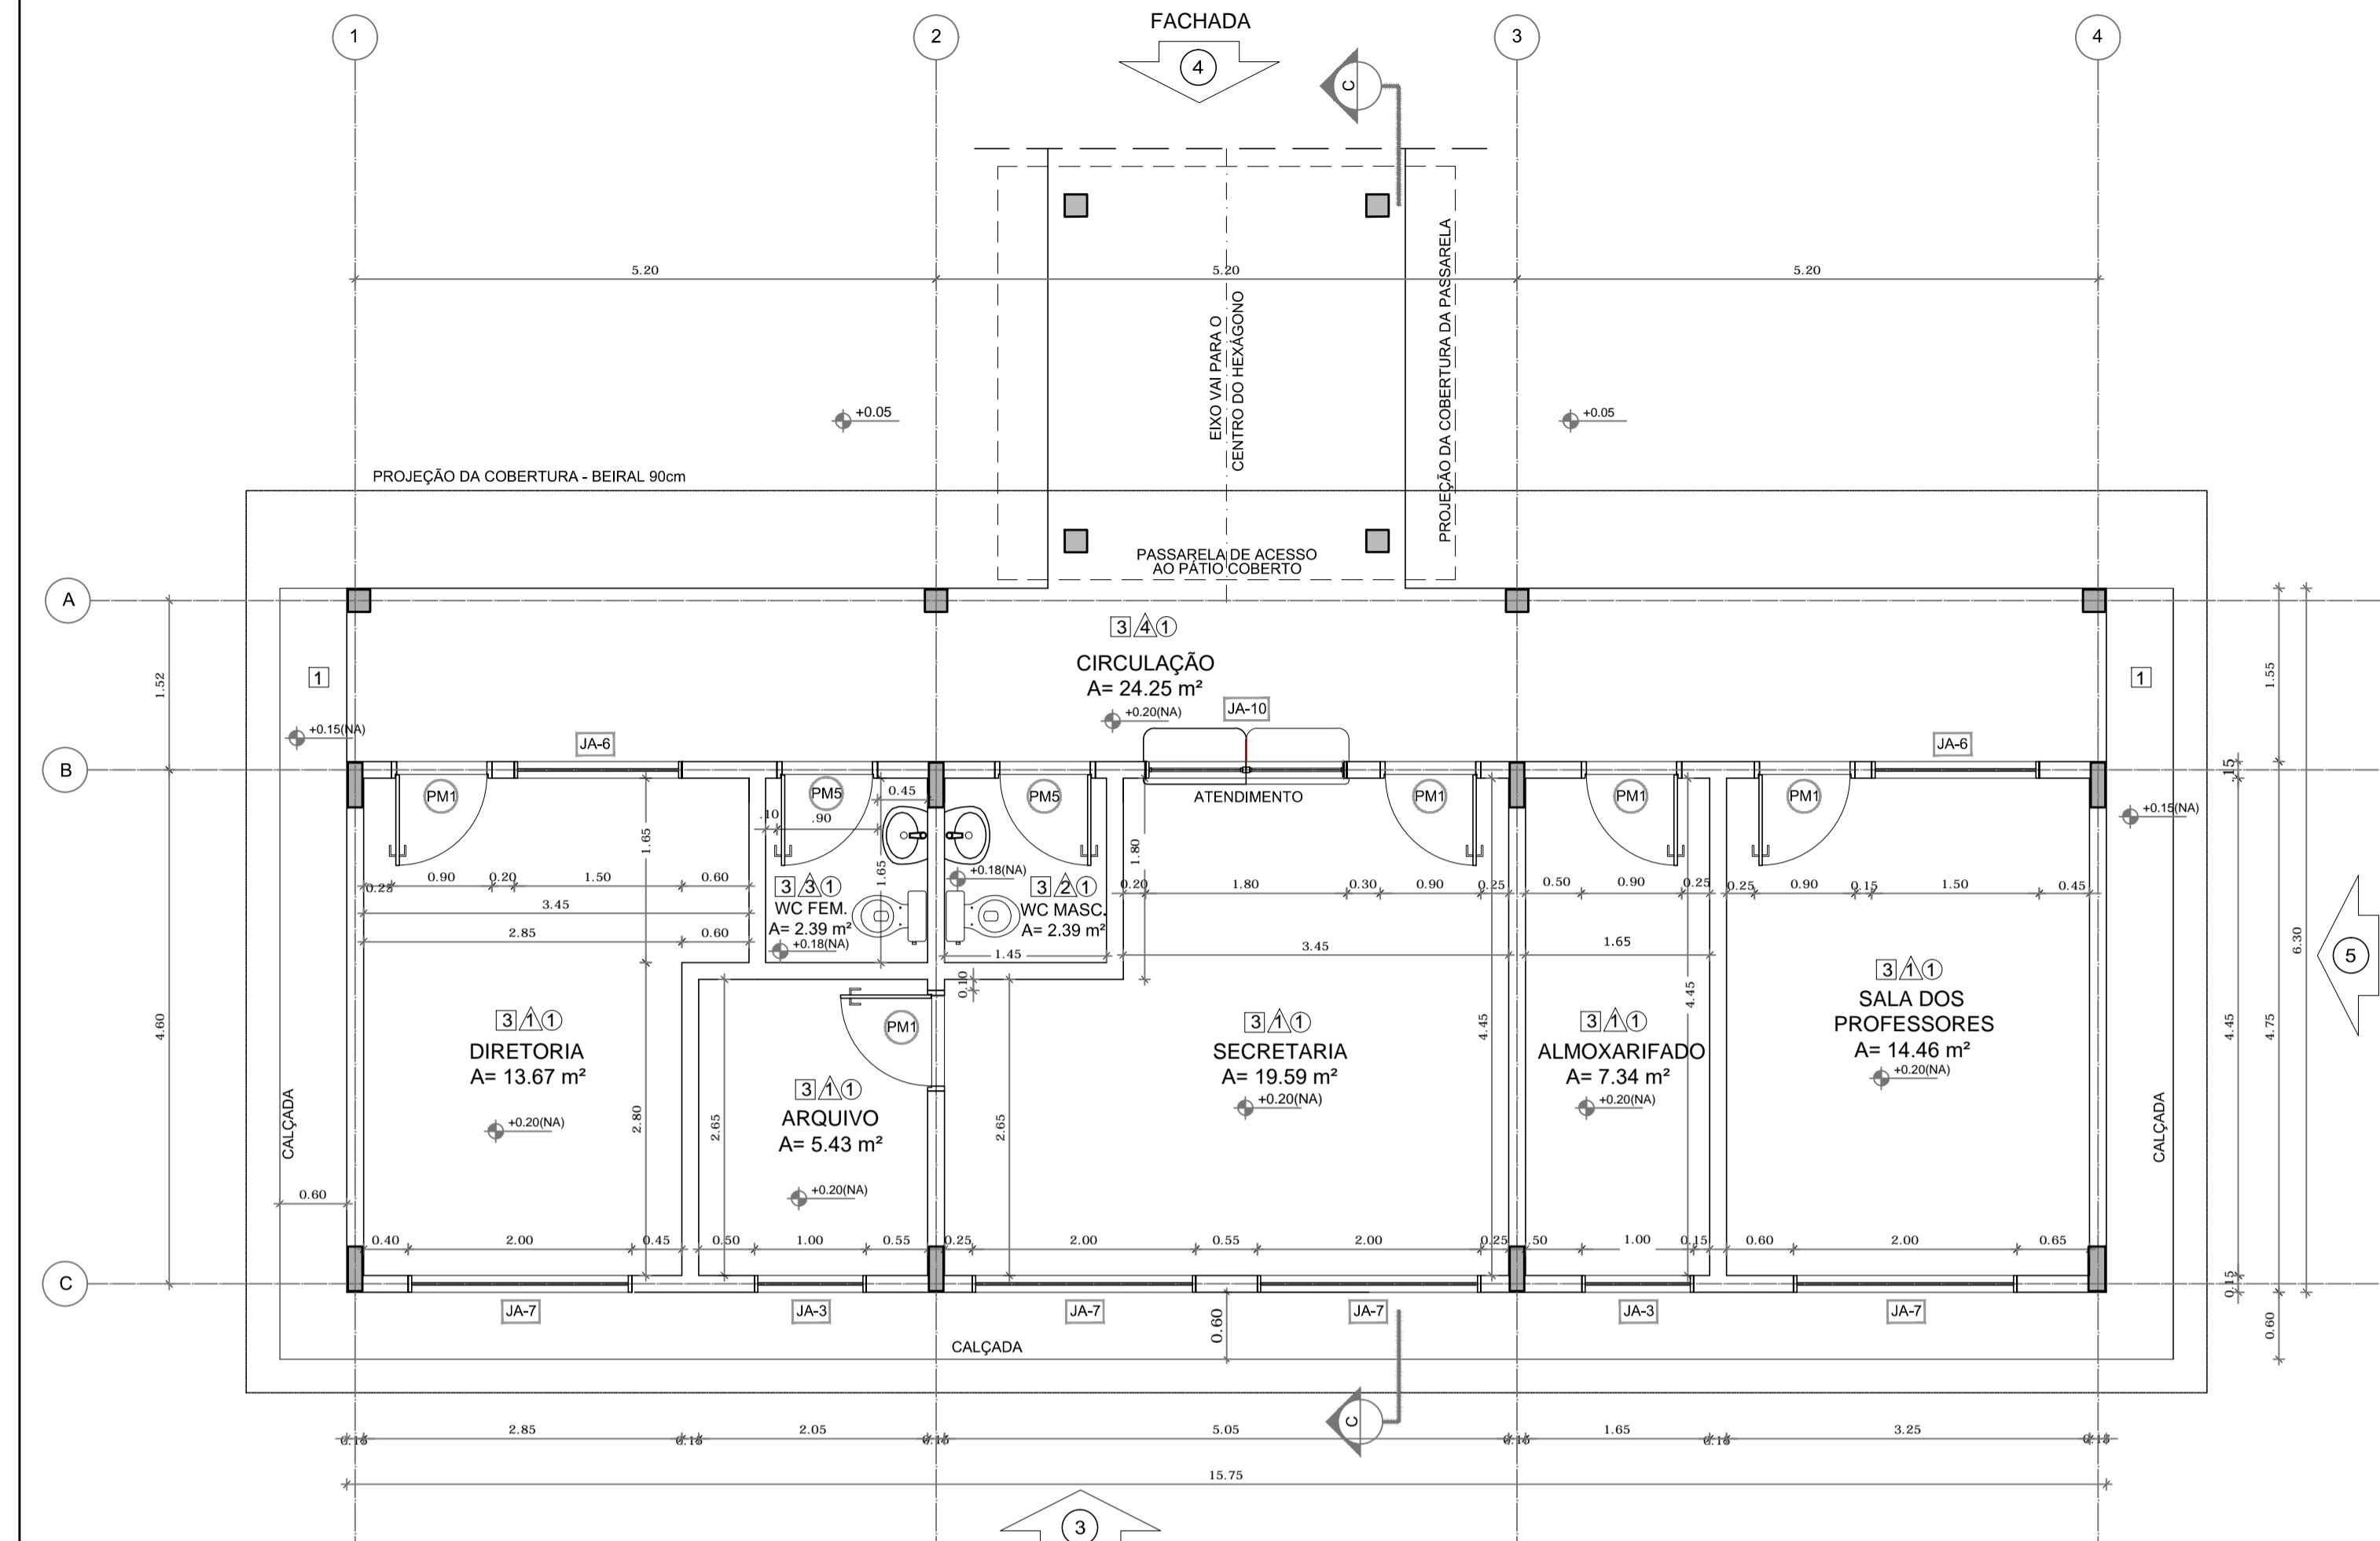 FACHADA
1
2
3
4
4
C
5.20
5.20
5.20
EIXO VAI PARA O
CENTRO DO HEXÁGONO
PROJEÇÃO DA COBERTURA DA PASSARELA
+0.05
+0.05
PROJEÇÃO DA COBERTURA - BEIRAL 90cm
PASSARELA DE ACESSO
AO PÁTIO COBERTO
A
3 4 1
CIRCULAÇÃO
A= 24.25 m²
+0.20(NA)
JA-10
1
1
1.52
1.55
+0.15(NA)
JA-6
JA-6
B
15
PM1
PM5
0.45
PM5
ATENDIMENTO
PM1
PM1
PM1
+0.15(NA)
.10
.90
1.65
1.65
1.80
+0.18(NA)
0.25
0.90
0.20
1.50
0.60
3.45
2.85
0.60
3 3 1
WC FEM.
A= 2.39 m²
+0.18(NA)
3 2 1
WC MASC.
A= 2.39 m²
1.45
0.20
1.80
0.30
0.90
0.25
3.45
0.50
0.90
0.25
1.65
0.25
0.90
0.15
1.50
0.45
6.30
5
0.10
4.45
4.45
4.45
4.75
4.60
3 1 1
DIRETORIA
A= 13.67 m²
+0.20(NA)
2.80
PM1
3 1 1
ARQUIVO
A= 5.43 m²
+0.20(NA)
2.65
2.65
3 1 1
SECRETARIA
A= 19.59 m²
+0.20(NA)
3 1 1
ALMOXARIFADO
A= 7.34 m²
+0.20(NA)
3 1 1
SALA DOS
PROFESSORES
A= 14.46 m²
+0.20(NA)
CALÇADA
CALÇADA
0.60
0.40
2.00
0.45
0.50
1.00
0.55
0.25
2.00
0.55
2.00
0.25
.50
1.00
0.15
0.60
2.00
0.65
C
0.15
JA-7
JA-3
JA-7
JA-7
JA-3
JA-7
0.60
0.60
CALÇADA
C
2.85
2.05
5.05
1.65
3.25
15.75
3